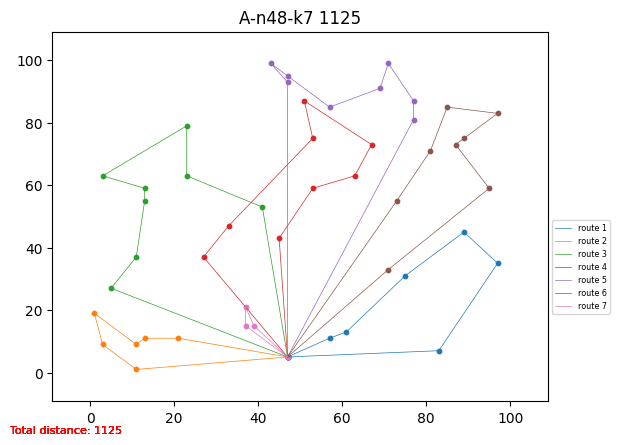 A-n48-k7 1125
100
80
60
40
20
0
0 20 40 60 80 100
route 1
route 2
route 3
route 4
route 5
route 6
route 7
Total distance: 1125